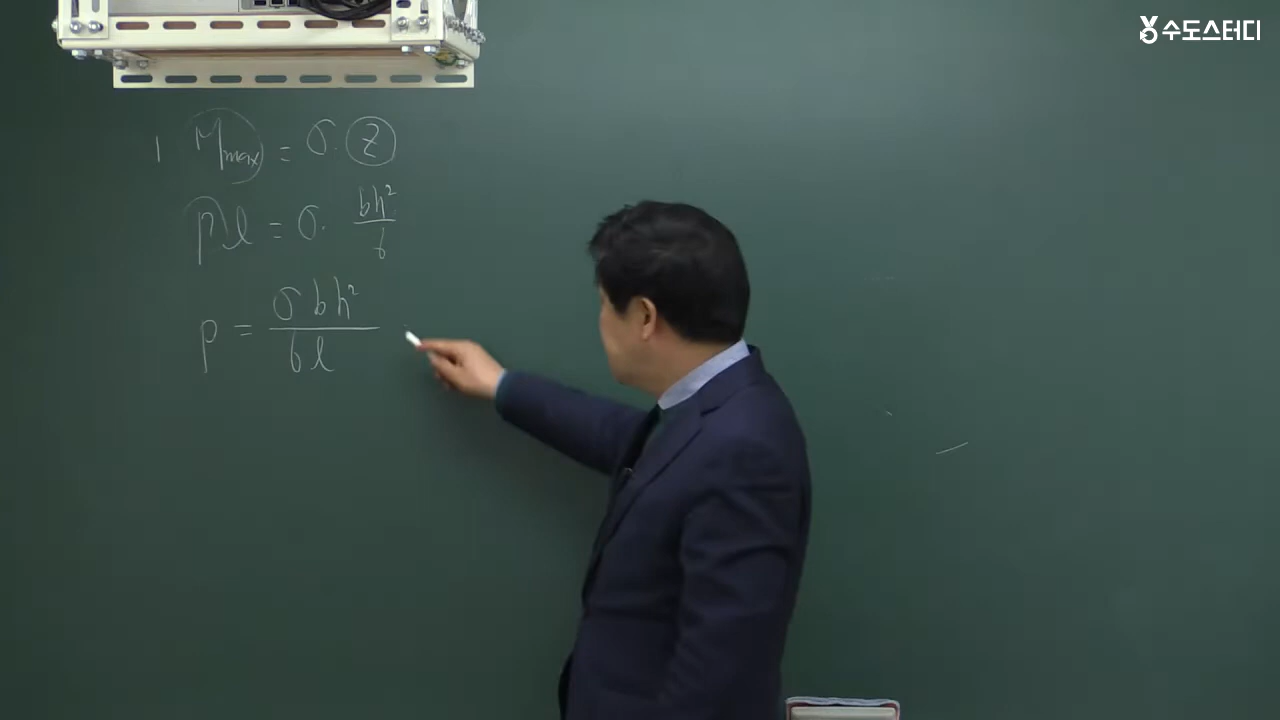 수도스터디
1 Mmax = σ. Z
Pl = σ. bh²/6
P = σbh²/6l